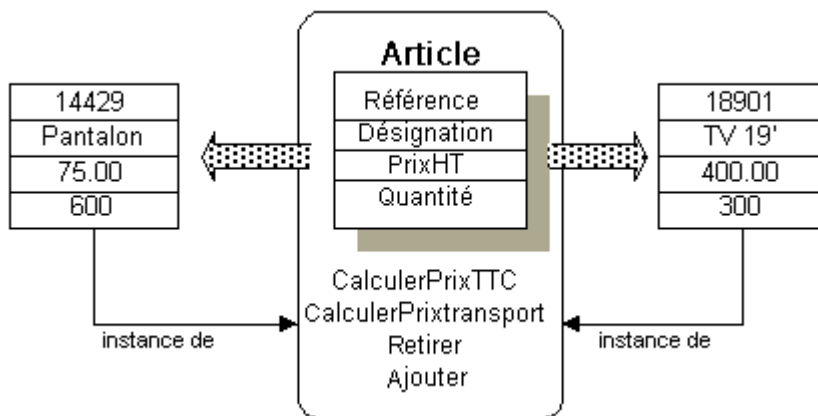 14429
Pantalon
75.00
600
instance de
Article
Référence
Désignation
PrixHT
Quantité
CalculerPrixTTC
CalculerPrixtransport
Retirer
Ajouter
18901
TV 19'
400.00
300
instance de